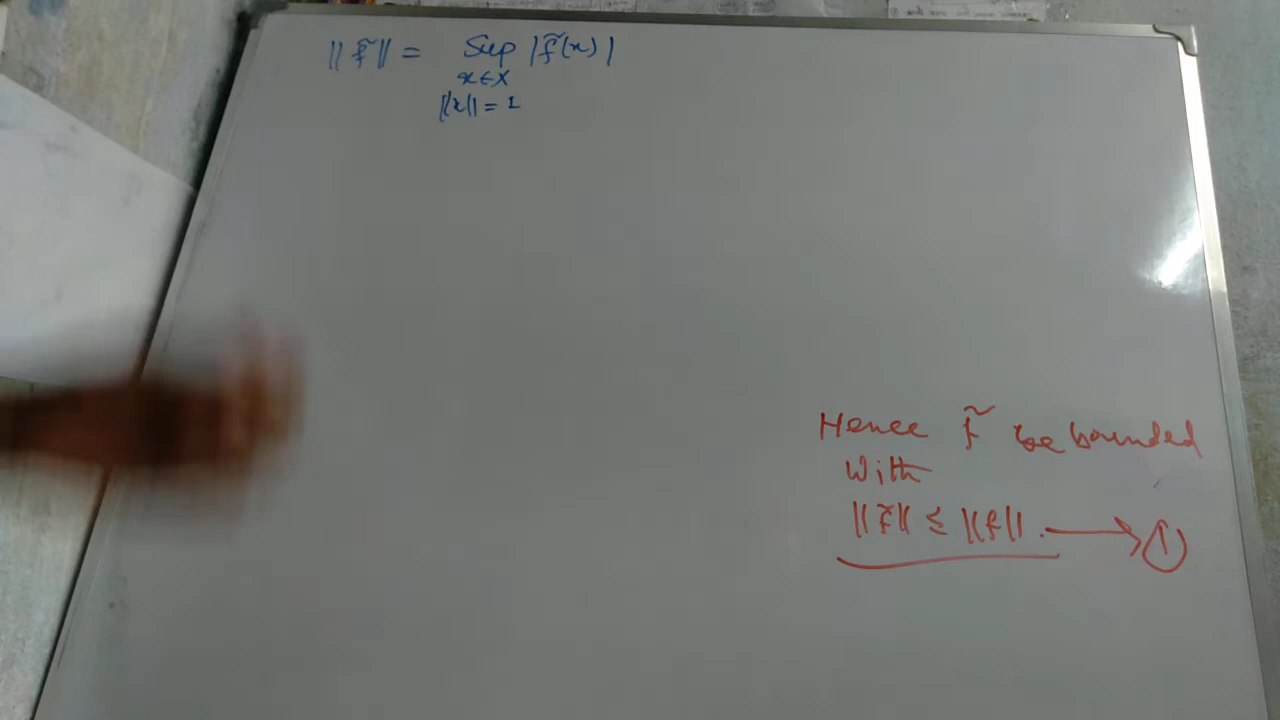 ||f̃|| = Sup |f̃(x)|
x∈X
||x|| = 1
Hence f̃ be bounded
With
||f̃|| ≤ ||f||. → ①